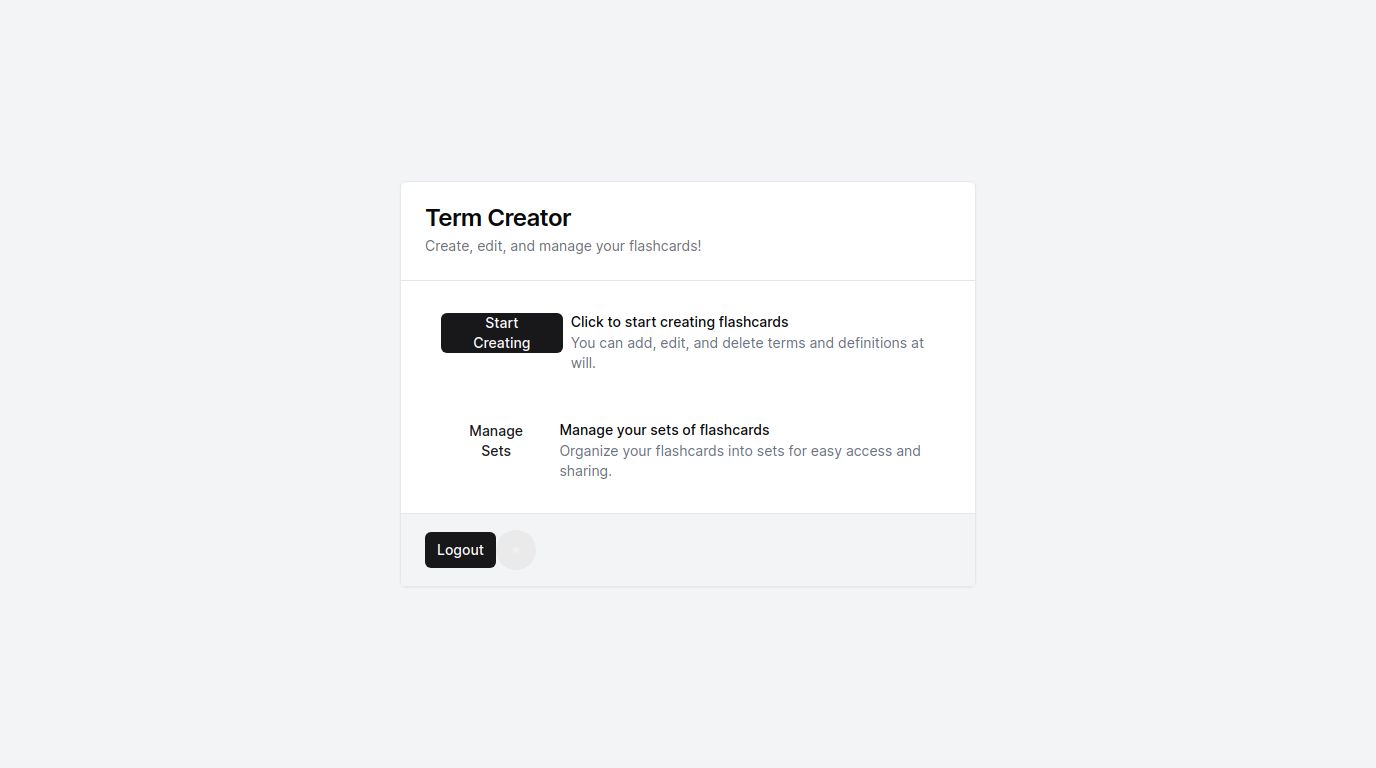 Term Creator
Create, edit, and manage your flashcards!
Start
Creating
Click to start creating flashcards
You can add, edit, and delete terms and definitions at
will.
Manage
Sets
Manage your sets of flashcards
Organize your flashcards into sets for easy access and
sharing.
Logout